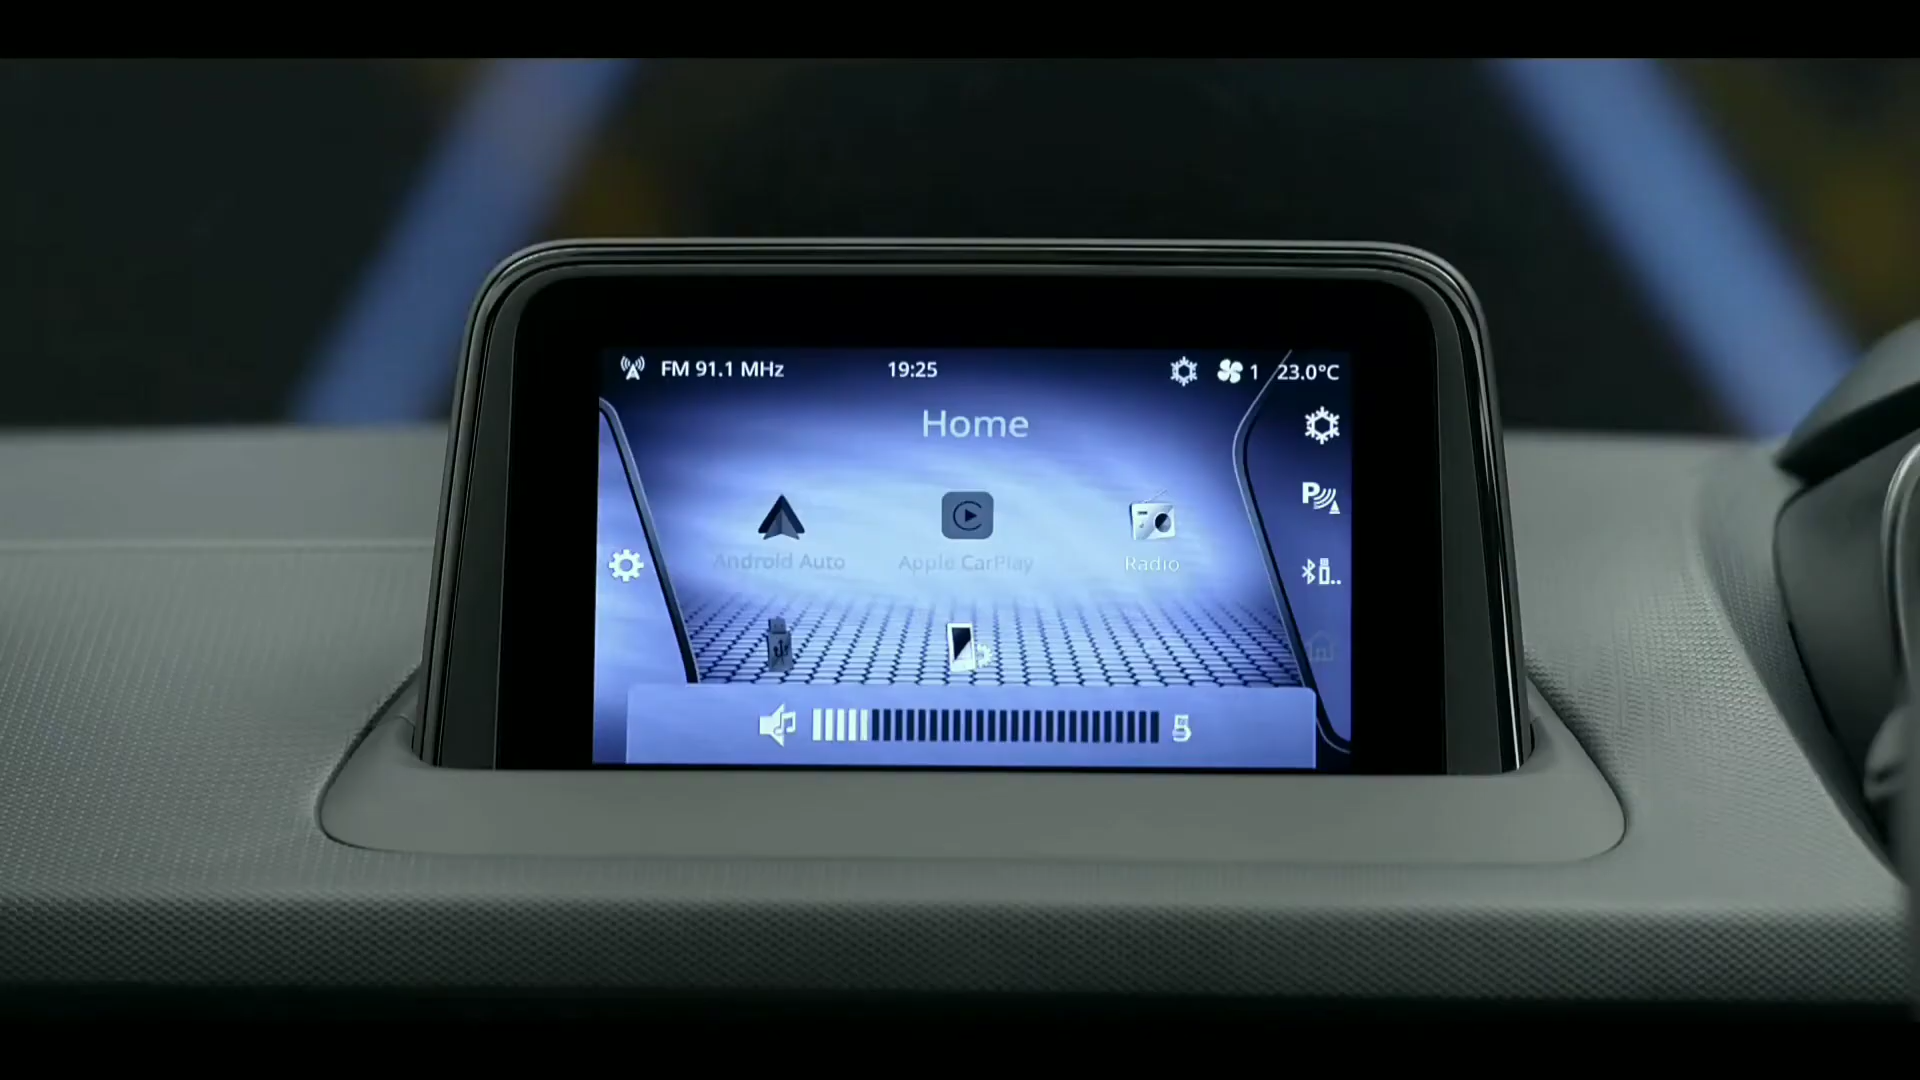 FM 91.1 MHz 19:25 1 23.0°C
Home
P
Android Auto Apple CarPlay Radio
5